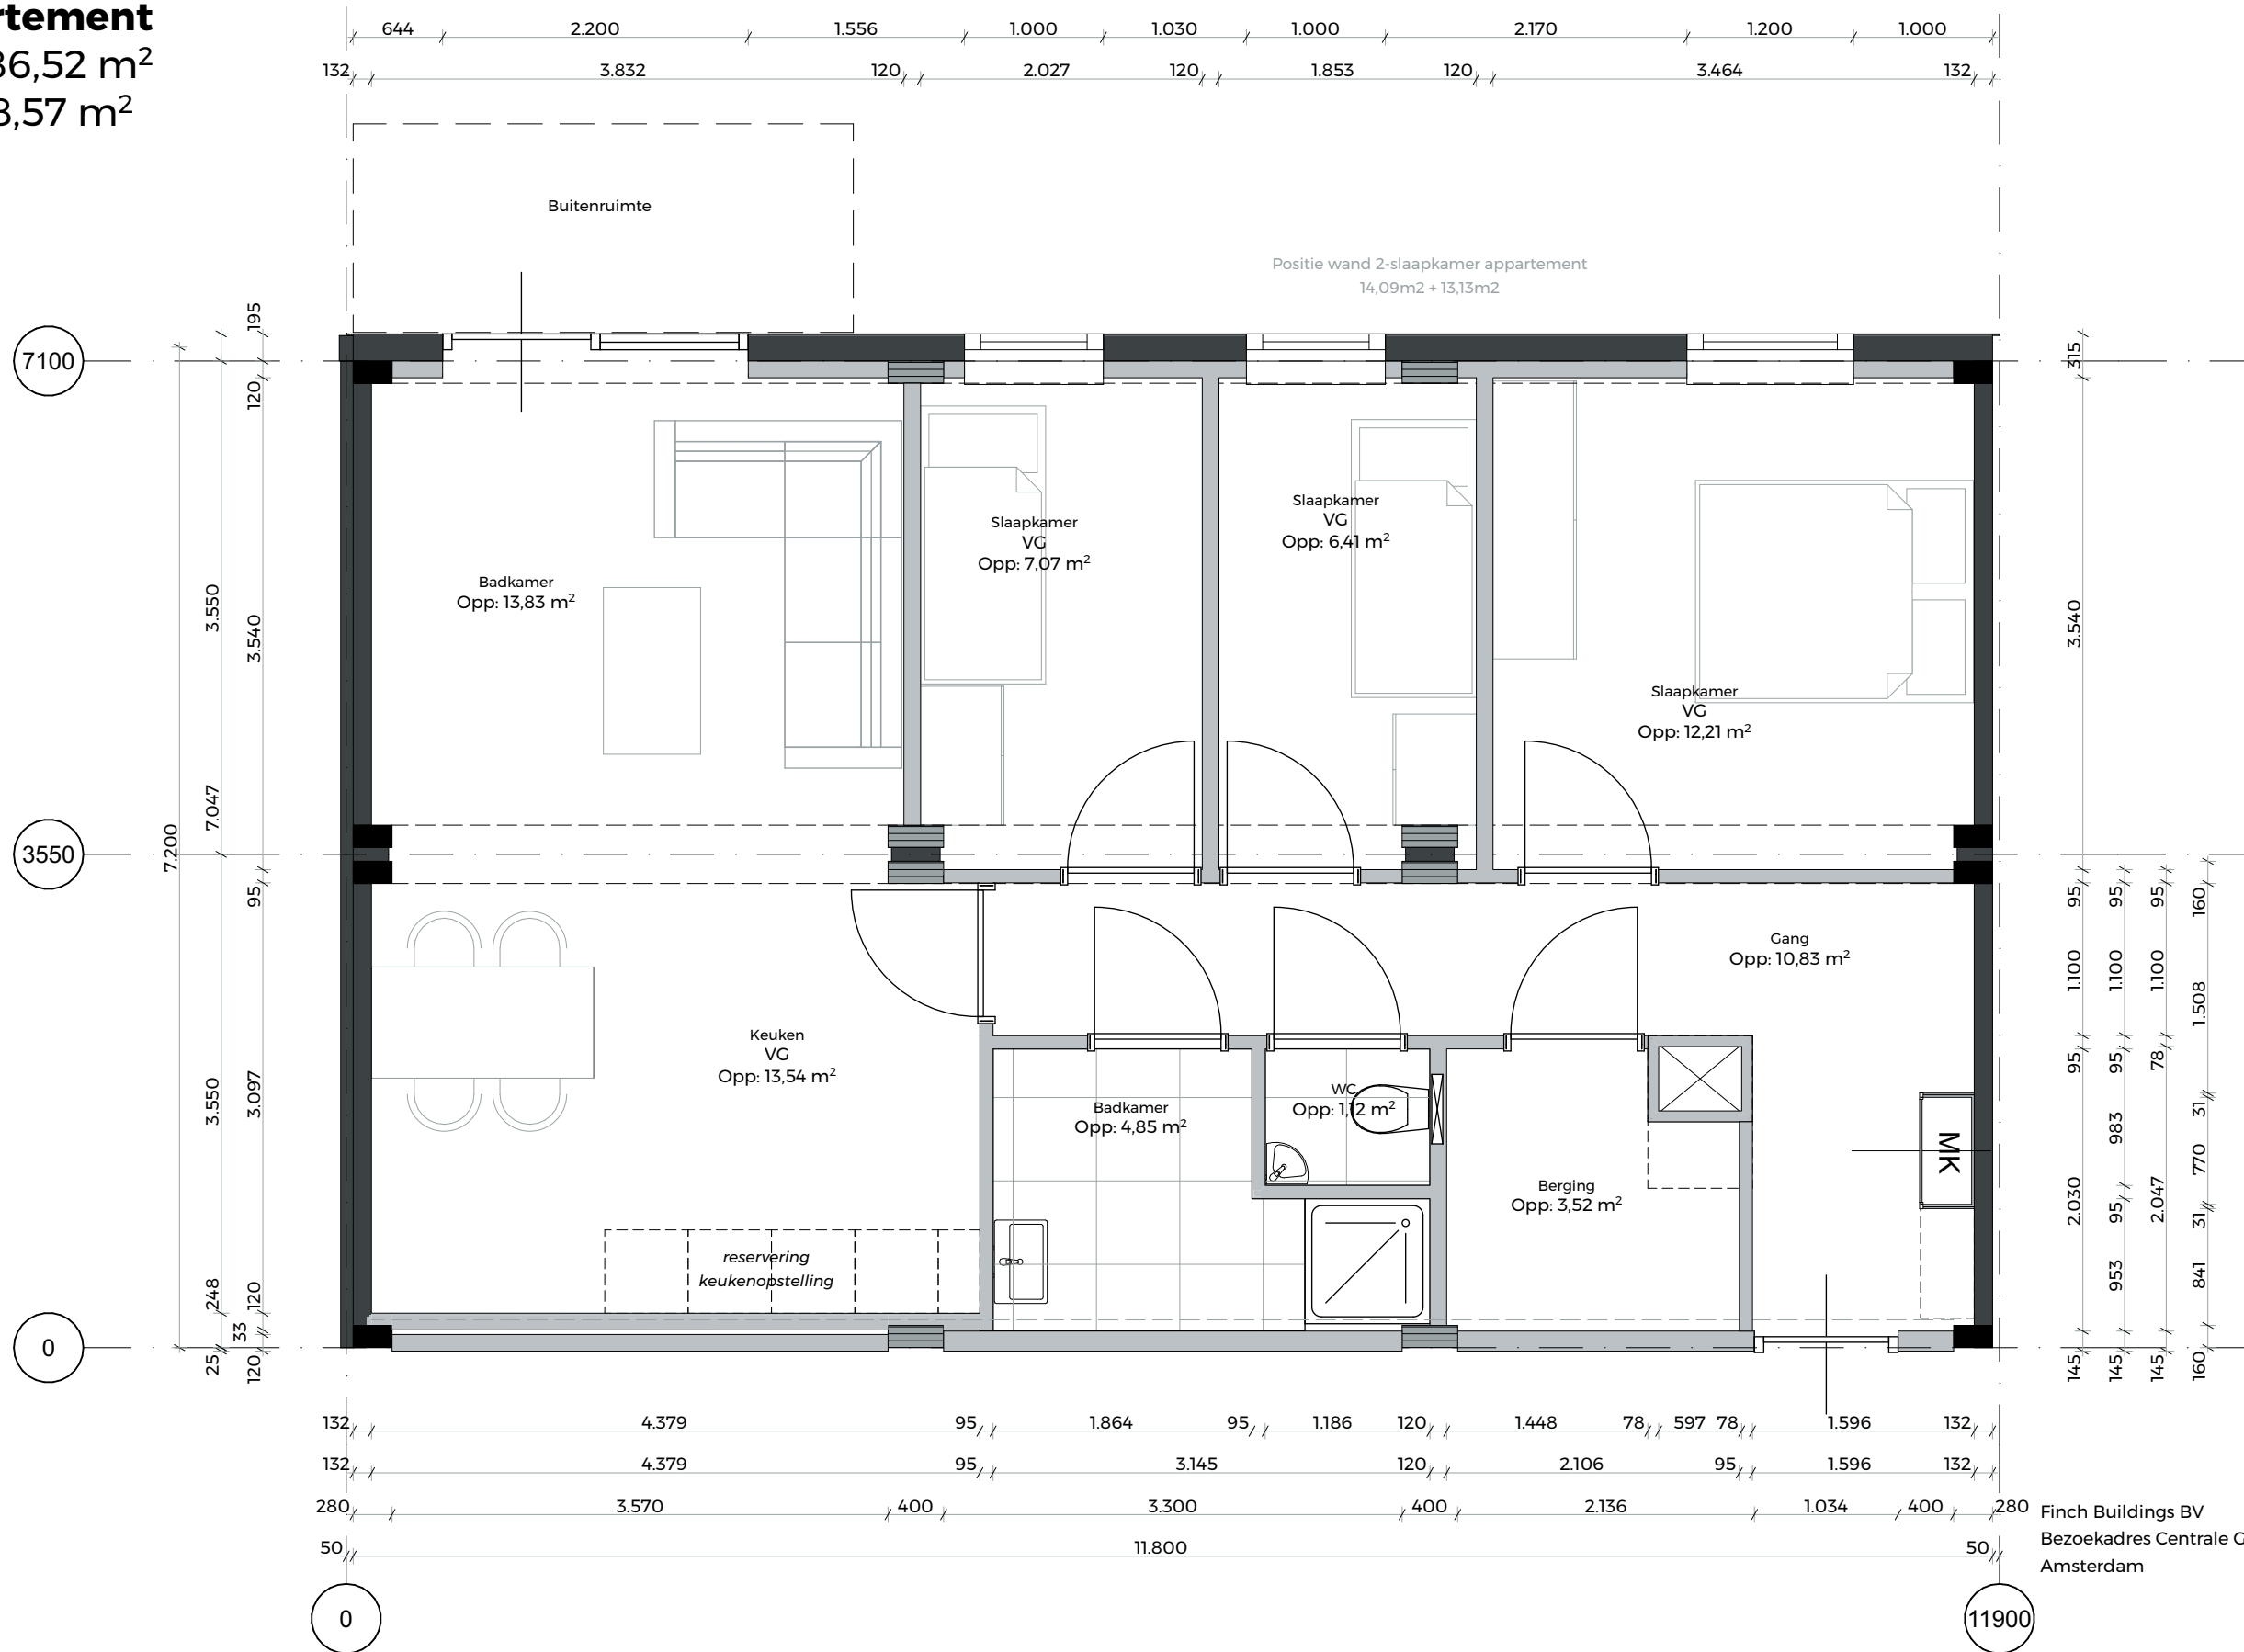 rtement
36,52 m²
8,57 m²
644 2.200 1.556 1.000 1.030 1.000 2.170 1.200 1.000
132 3.832 120 2.027 120 1.853 120 3.464 132
Buitenruimte
Positie wand 2-slaapkamer appartement
14,09m2 + 13,13m2
7100
3550
0
7.200
3.550
7.047
3.550
248
25
195
120
3.540
95
3.097
120
33
120
Badkamer
Opp: 13,83 m²
Slaapkamer
VG
Opp: 7,07 m²
Slaapkamer
VG
Opp: 6,41 m²
Slaapkamer
VG
Opp: 12,21 m²
Gang
Opp: 10,83 m²
Keuken
VG
Opp: 13,54 m²
Badkamer
Opp: 4,85 m²
WC
Opp: 1,12 m²
Berging
Opp: 3,52 m²
MK
reservering
keukenopstelling
315
3.540
95
1.100
95
2.030
145
95
1.100
95
983
95
953
145
95
1.100
78
2.047
145
160
1.508
31
770
31
841
160
132 4.379 95 1.864 95 1.186 120 1.448 78 597 78 1.596 132
132 4.379 95 3.145 120 2.106 95 1.596 132
280 3.570 400 3.300 400 2.136 1.034 400 280
50 11.800 50
0
11900
Finch Buildings BV
Bezoekadres Centrale G
Amsterdam